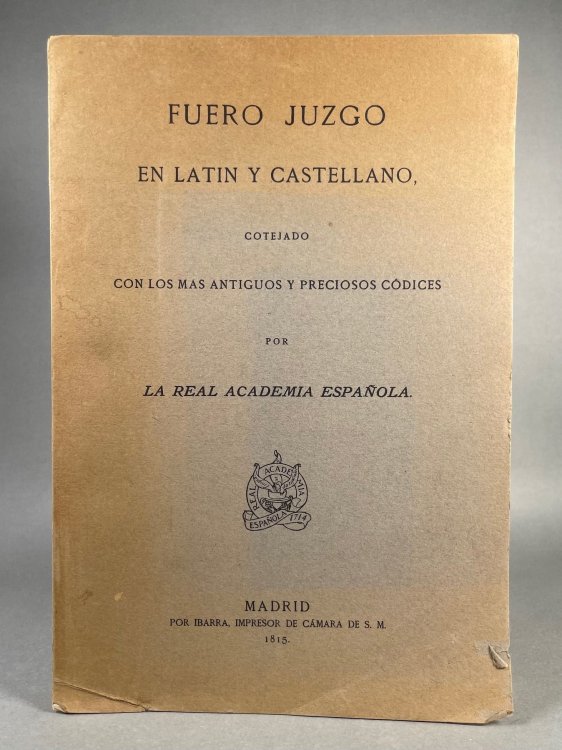 FUERO JUZGO
EN LATIN Y CASTELLANO,
COTEJADO
CON LOS MAS ANTIGUOS Y PRECIOSOS CÓDICES
POR
LA REAL ACADEMIA ESPAÑOLA.
REAL ACADEMIA
ESPAÑOLA 1714
MADRID
POR IBARRA, IMPRESOR DE CÁMARA DE S. M.
1815.